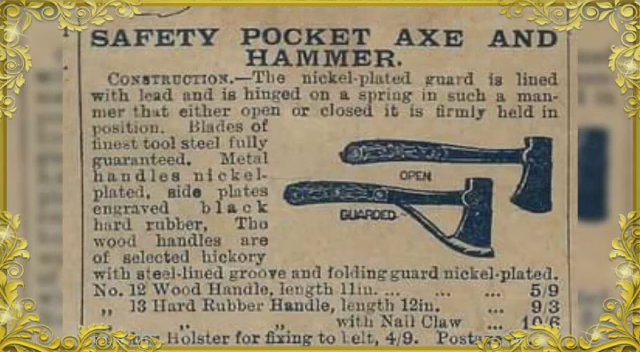 SAFETY POCKET AXE AND
HAMMER.
CONSTRUCTION.—The nickel-plated guard is lined
with lead and is hinged on a spring in such a man-
ner that either open or closed it is firmly held in
position. Blades of
finest tool steel fully
guaranteed. Metal
handles nickel-
plated, side plates
engraved black
hard rubber, The
wood handles are
of selected hickory
OPEN
GUARDED
with steel-lined groove and folding guard nickel-plated.
No. 12 Wood Handle, length 11in. ... ... ... 5/9
„ 13 Hard Rubber Handle, length 12in. ... 9/3
„ „ with Nail Claw ... 10/6
Holster for fixing to belt, 4/9.